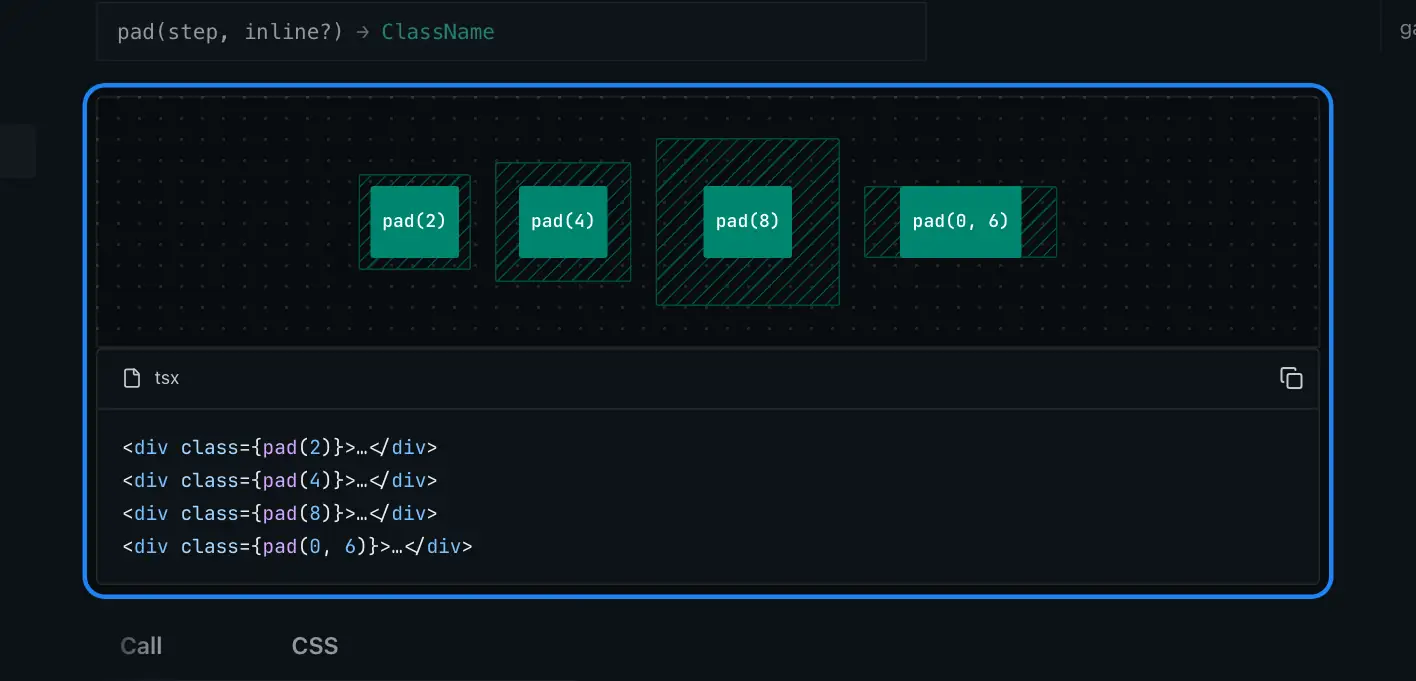 pad(step, inline?) → ClassName
pad(2)
pad(4)
pad(8)
pad(0, 6)
tsx
<div class={pad(2)}>…</div>
<div class={pad(4)}>…</div>
<div class={pad(8)}>…</div>
<div class={pad(0, 6)}>…</div>
Call CSS